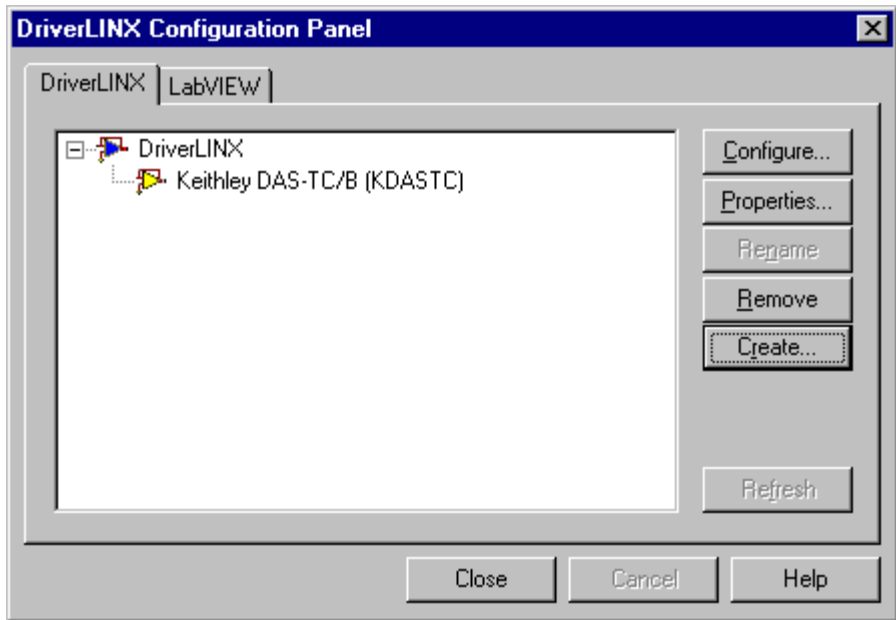 DriverLINX Configuration Panel
DriverLINX
LabVIEW
DriverLINX
Keithley DAS-TC/B (KDASTC)
Configure...
Properties...
Rename
Remove
Create...
Refresh
Close
Cancel
Help